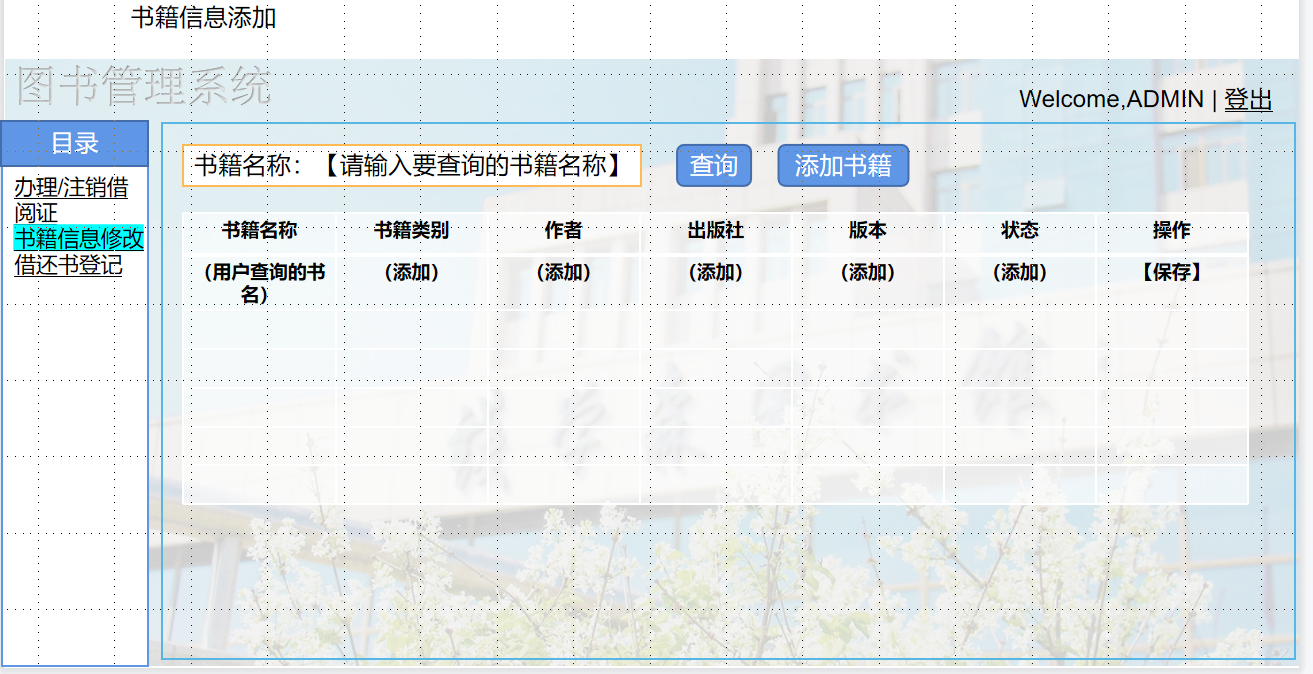 书籍信息添加
图书管理系统
Welcome,ADMIN | 登出
目录
办理/注销借
阅证
书籍信息修改
借还书登记
书籍名称：【请输入要查询的书籍名称】 查询 添加书籍
书籍名称 书籍类别 作者 出版社 版本 状态 操作
（用户查询的书 （添加） （添加） （添加） （添加） （添加） 【保存】
名）